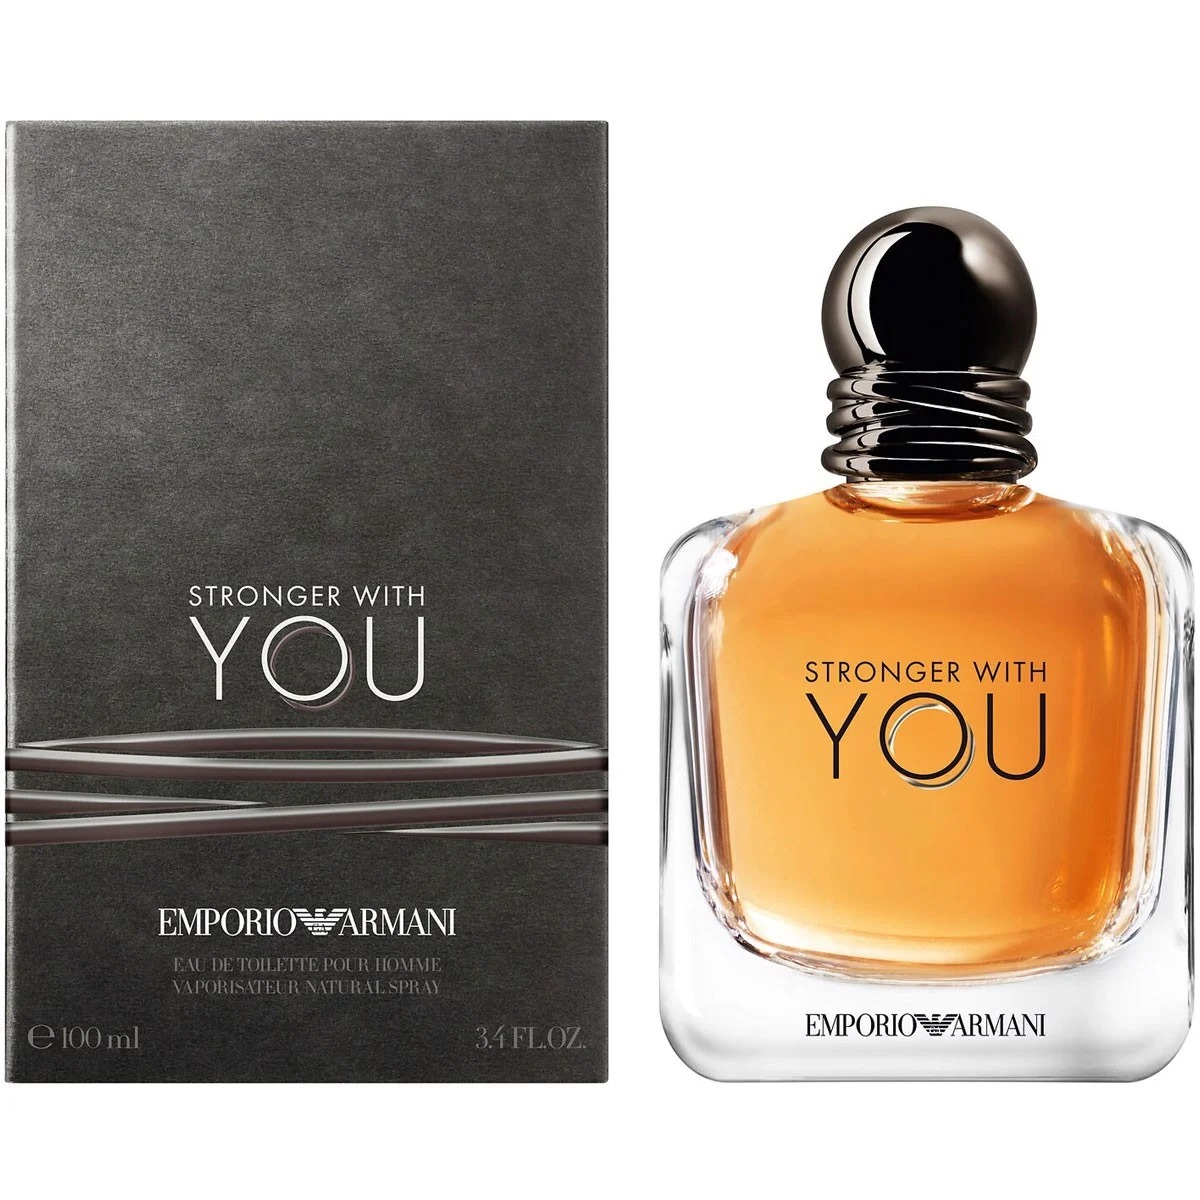 STRONGER WITH
YOU
EMPORIO ARMANI
EAU DE TOILETTE POUR HOMME
VAPORISATEUR NATURAL SPRAY
℮ 100 ml
3.4 FL.OZ.
STRONGER WITH
YOU
EMPORIO ARMANI